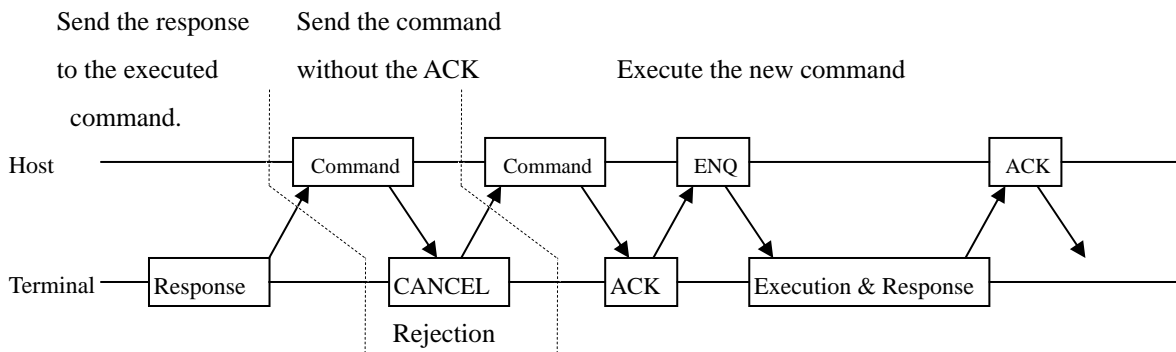 Send the response
to the executed
command.
Send the command
without the ACK
Execute the new command
Host
Command
Command
ENQ
ACK
Terminal
Response
CANCEL
ACK
Execution & Response
Rejection